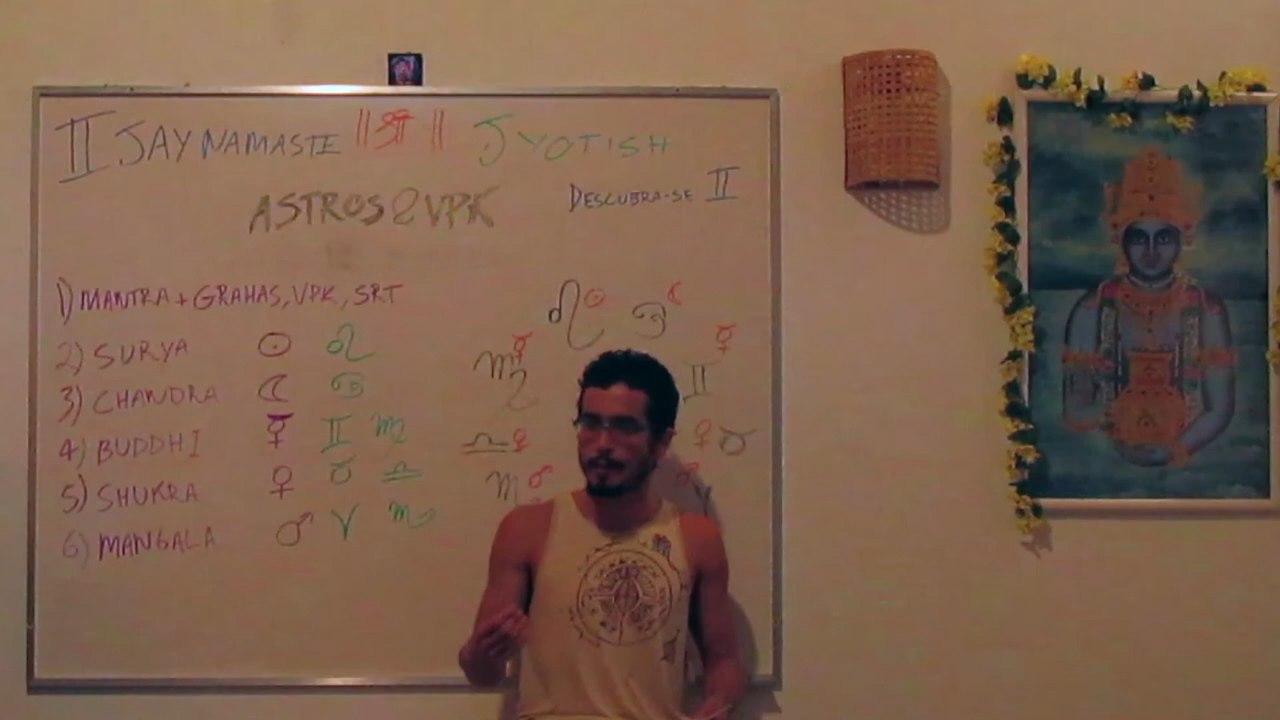 II JAY NAMASTE ॥ श्री ॥ JYOTISH
ASTROS & VPK DESCUBRA-SE II
1) MANTRA + GRAHAS, VPK, SRT
2) SURYA ☉ ♌
3) CHANDRA ☾ ♋
4) BUDDHI ☿ ♊ ♍
5) SHUKRA ♀ ♉ ♎
6) MANGALA ♂ ♈ ♏
♌ ☉ ♋ ☾
♍ ☿ ♊ ☿
♎ ♀ ♀ ♉
♏ ♂ ♂ ♈